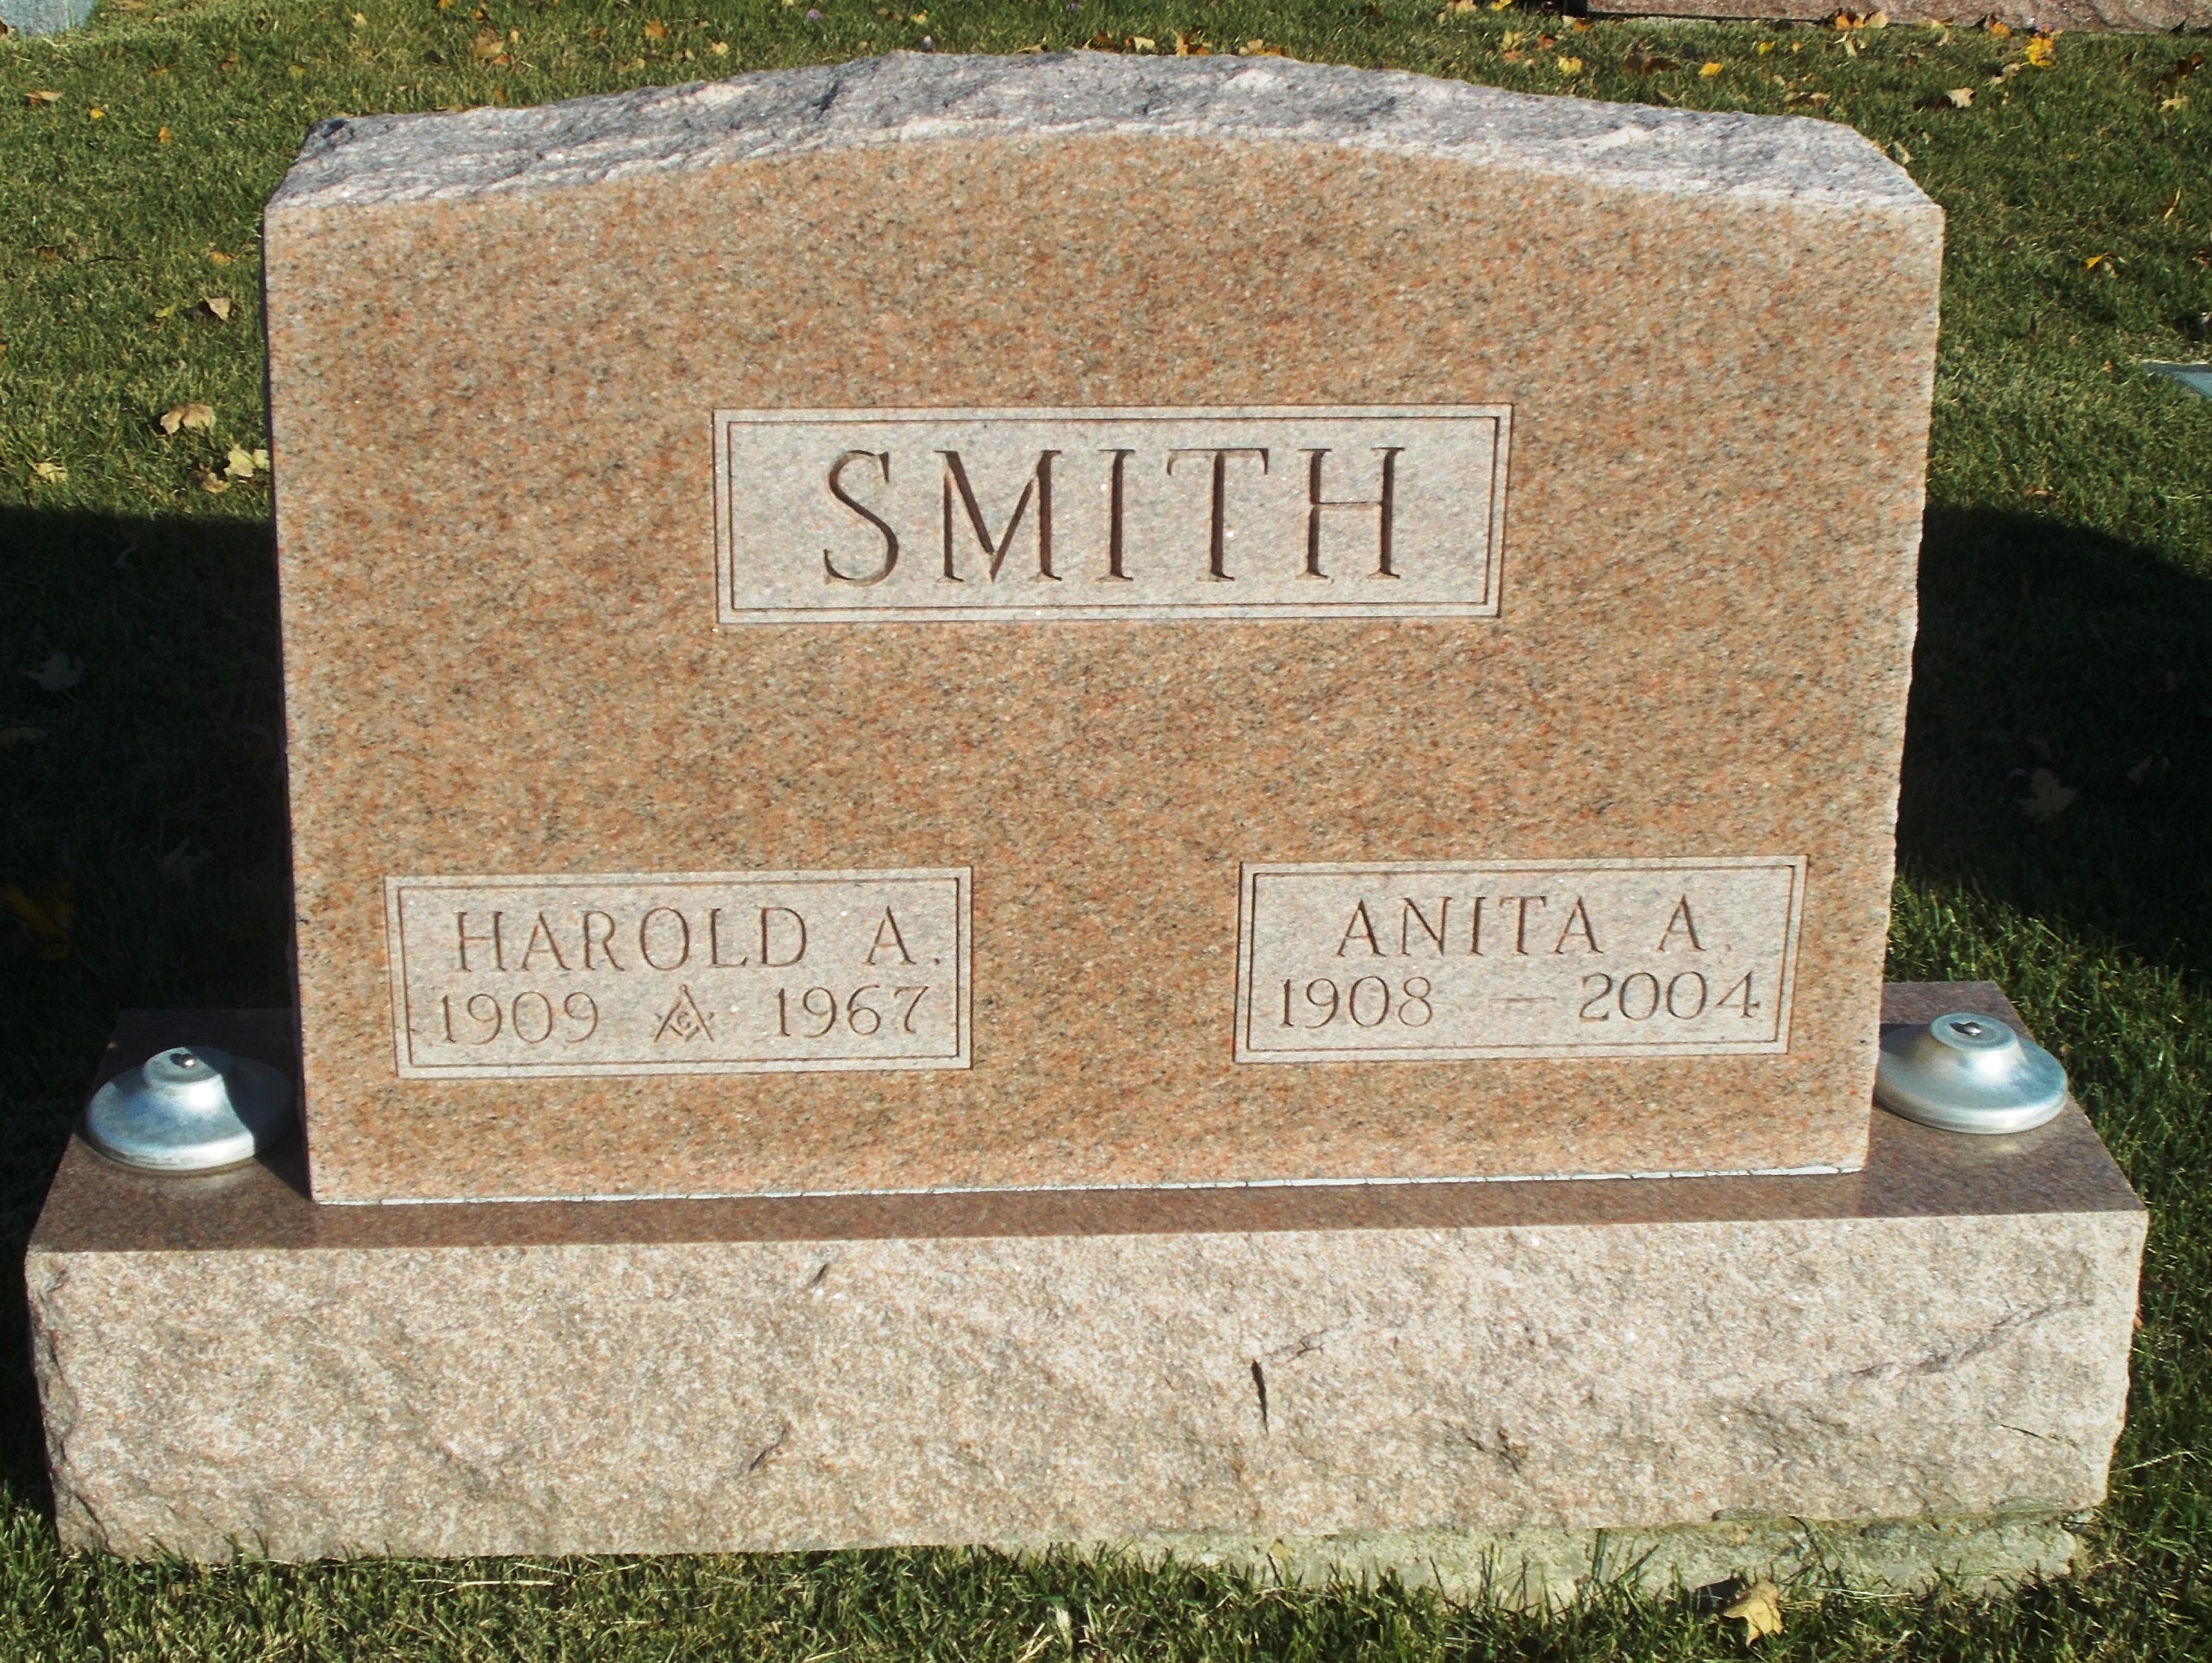 SMITH
HAROLD A.
1909 1967
ANITA A.
1908 — 2004